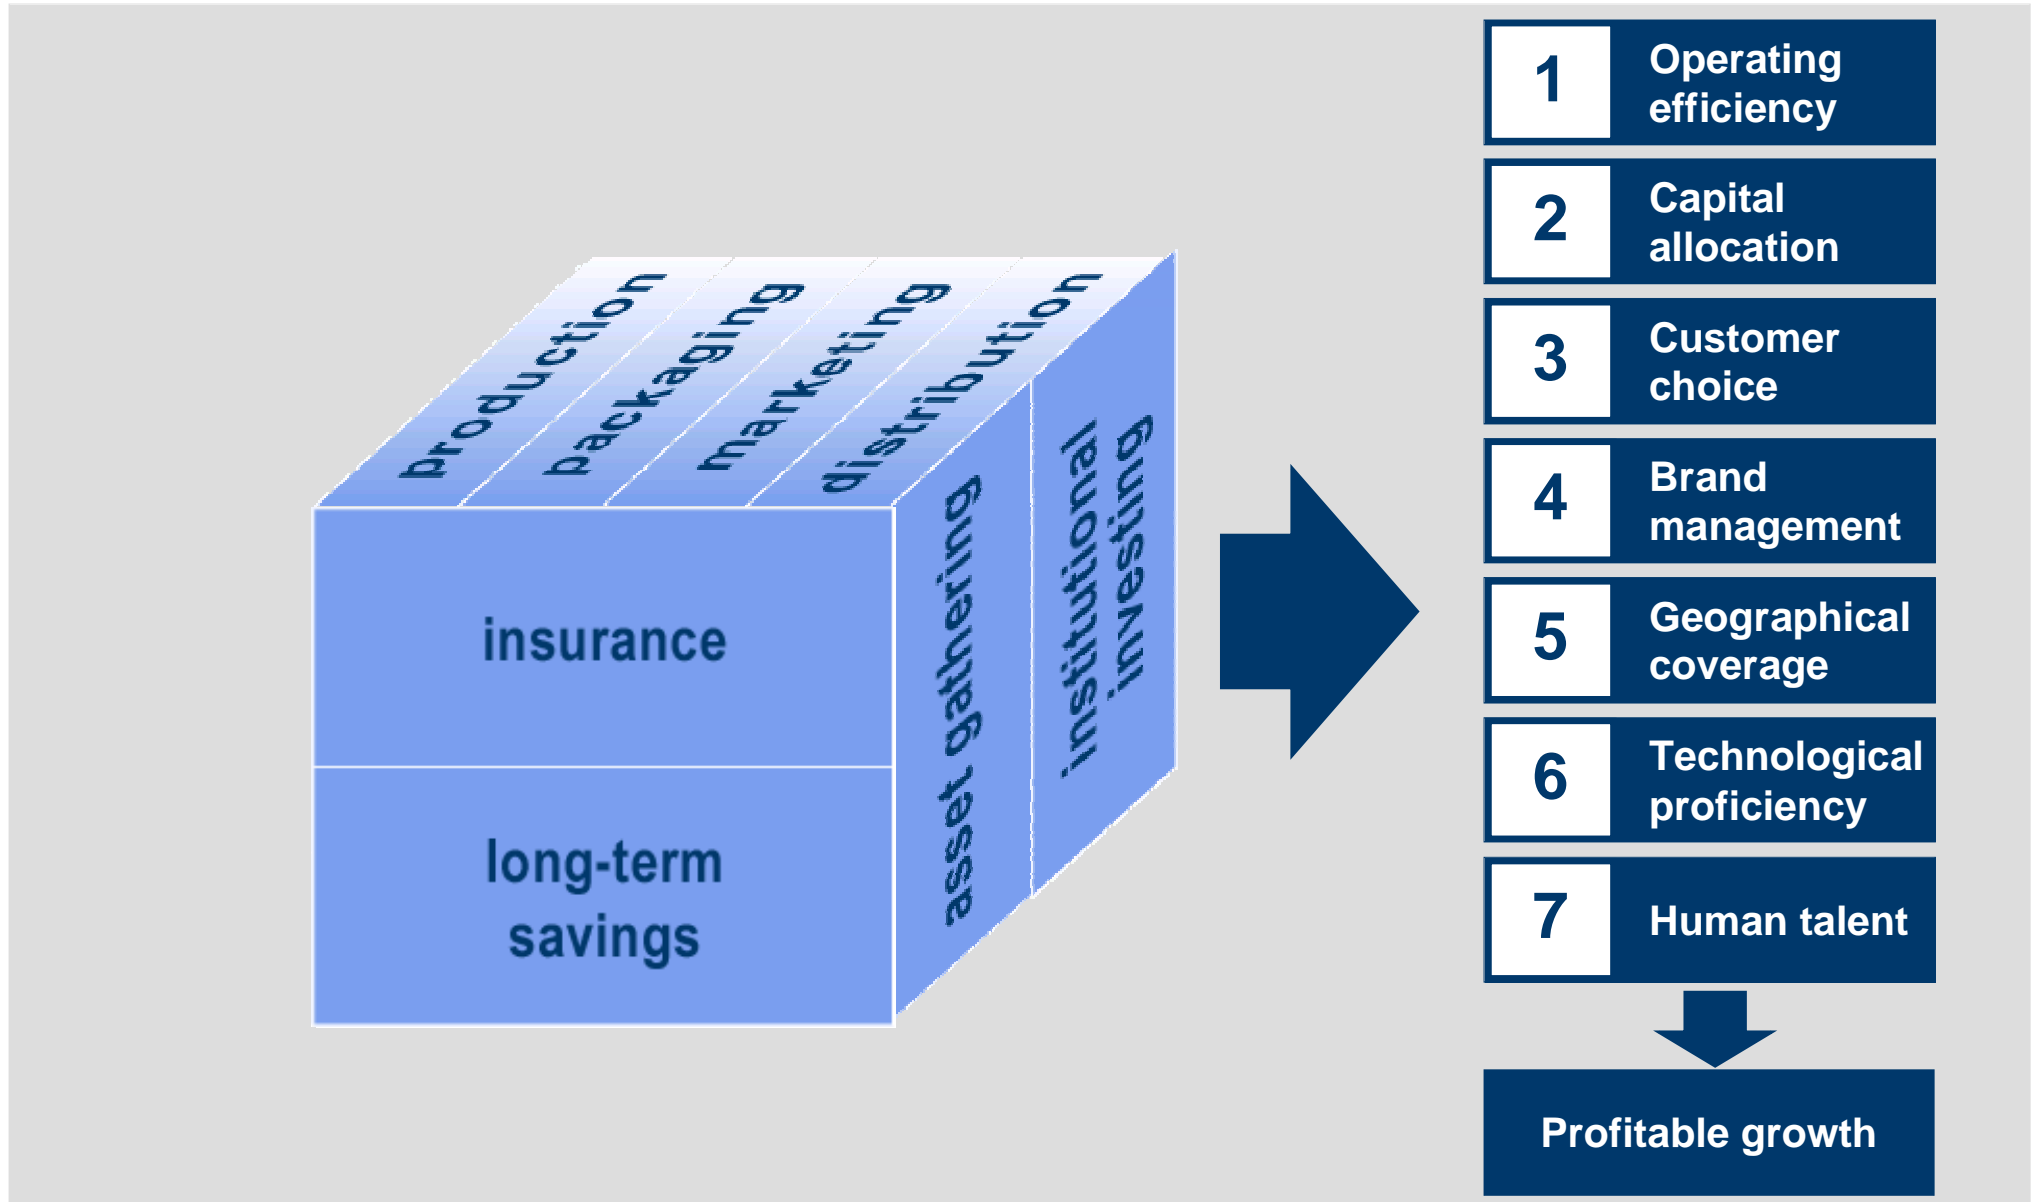 production
packaging
marketing
distribution
insurance
long-term
savings
asset gathering
institutional
investing
1
Operating
efficiency
2
Capital
allocation
3
Customer
choice
4
Brand
management
5
Geographical
coverage
6
Technological
proficiency
7
Human talent
Profitable growth